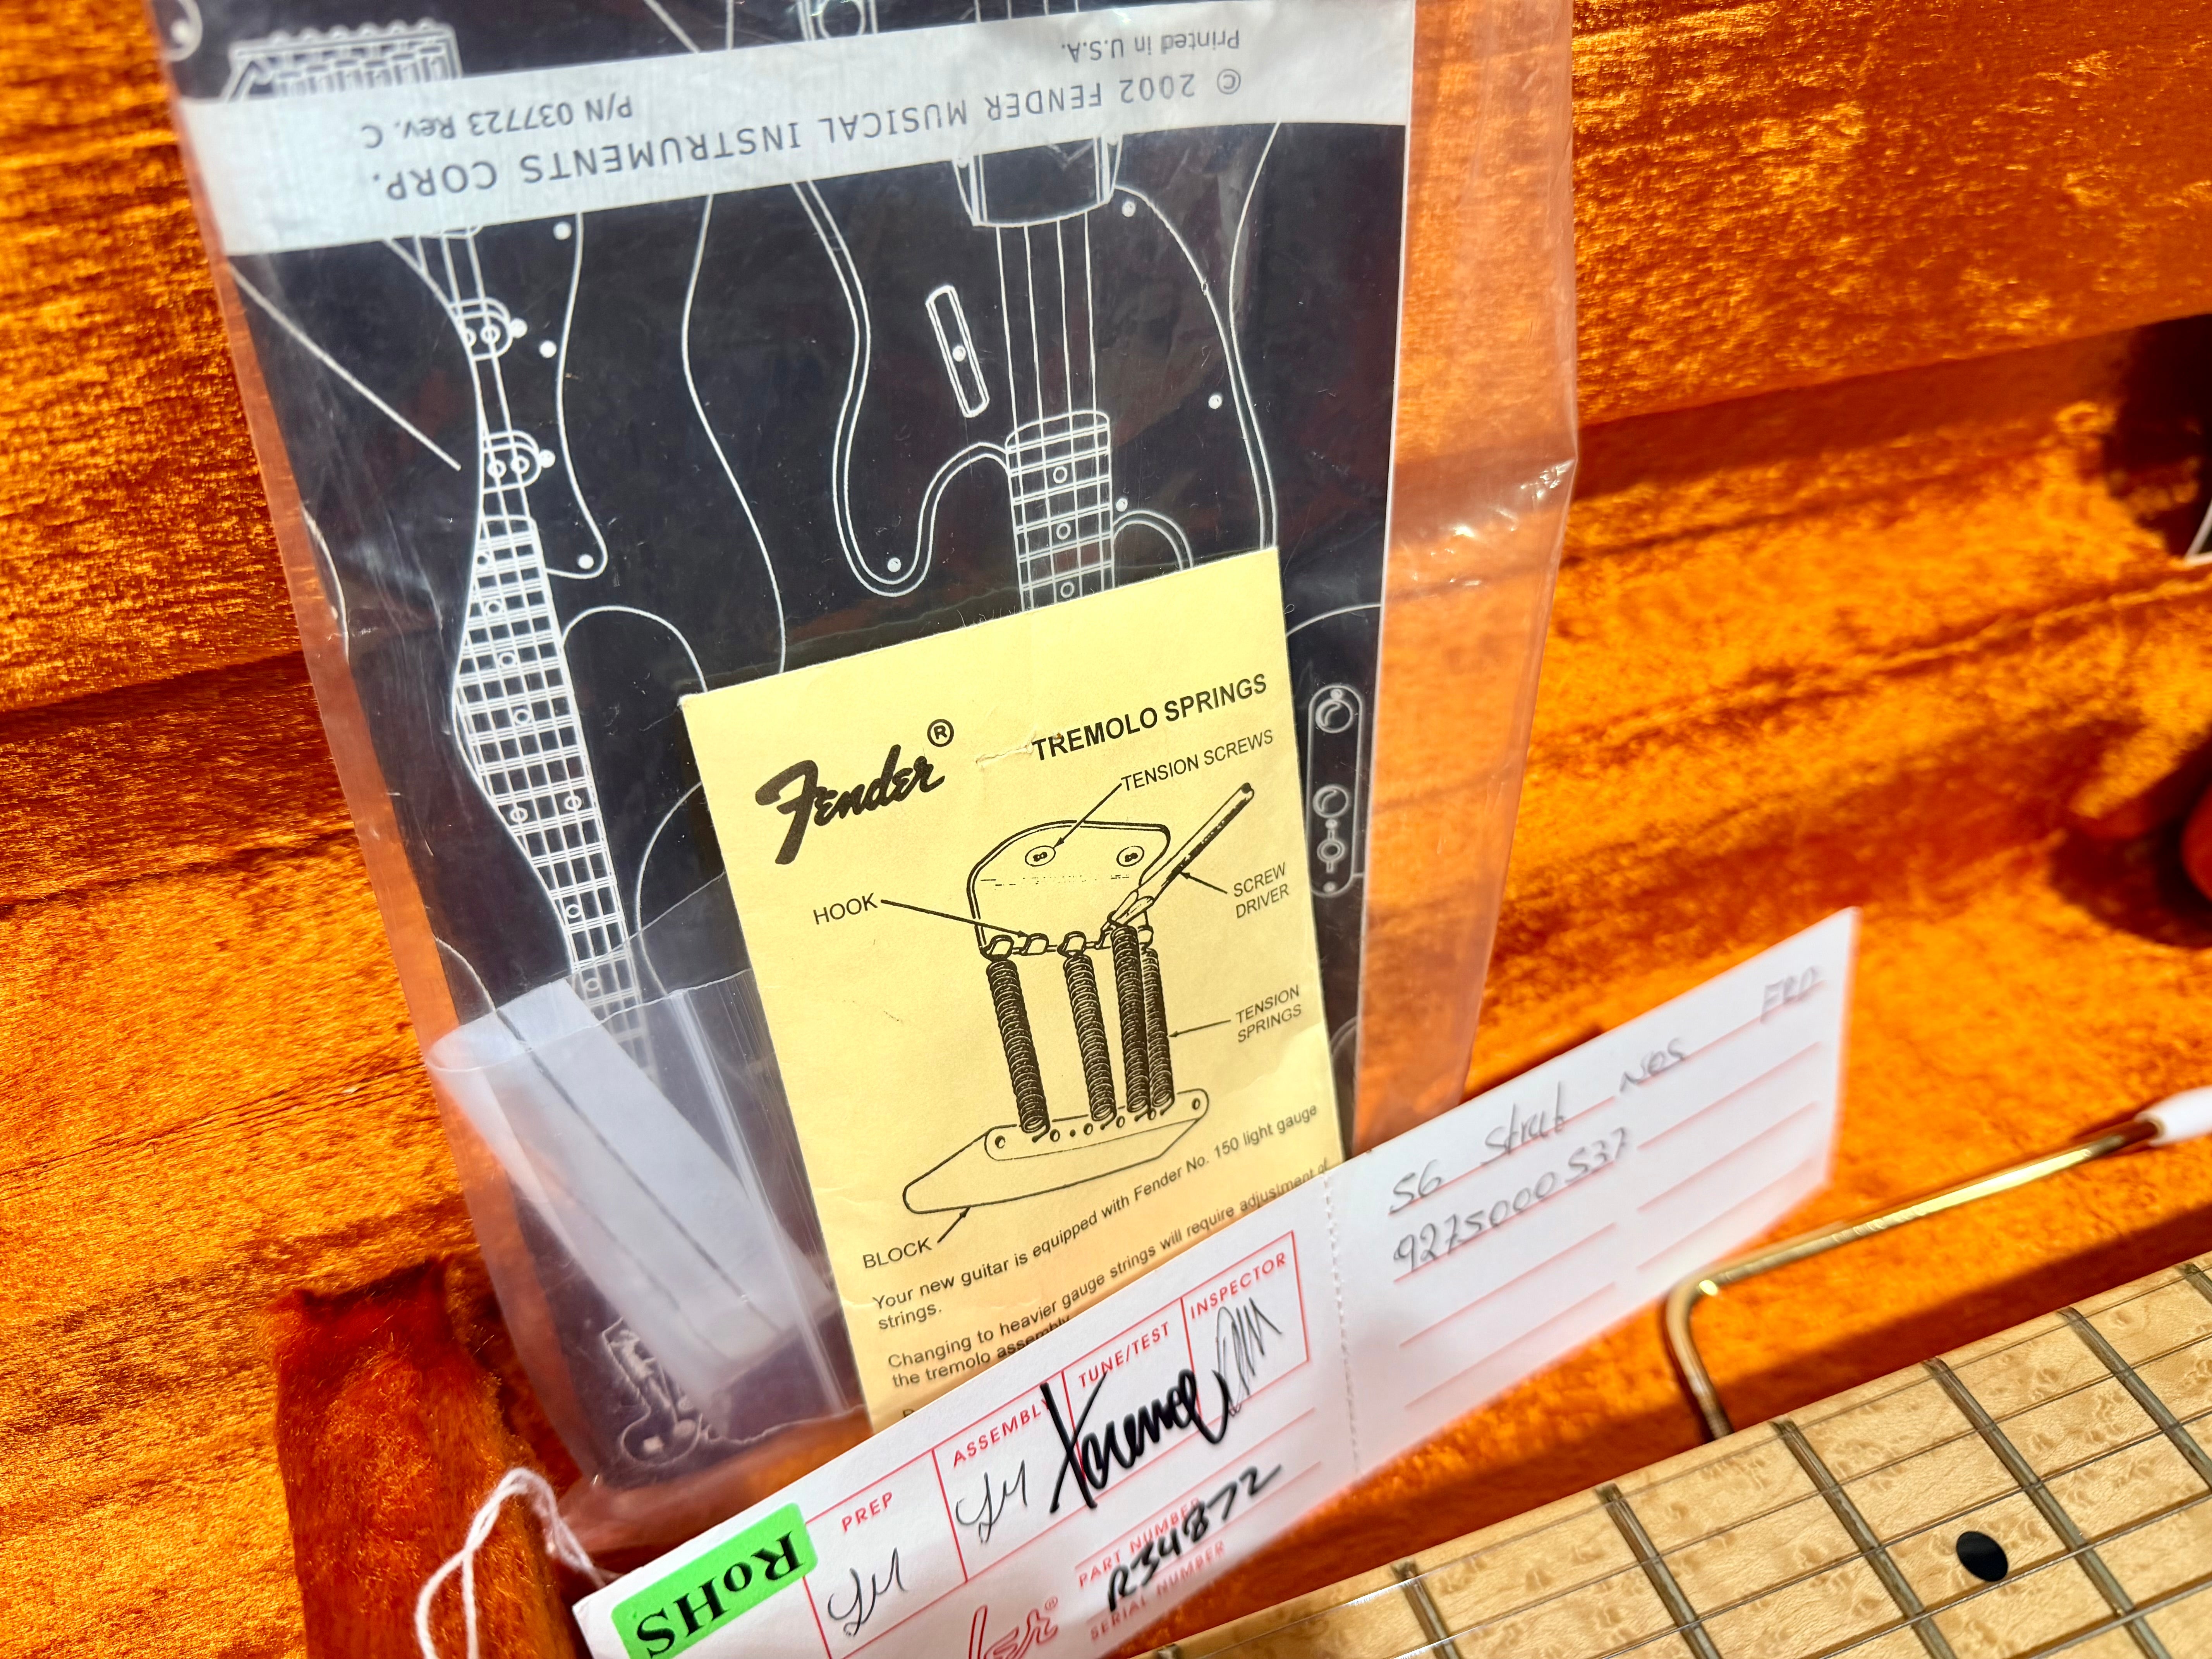 Printed in U.S.A.
© 2002 FENDER MUSICAL INSTRUMENTS CORP.
P/N 037723 Rev. C
Fender®
TREMOLO SPRINGS
TENSION SCREWS
HOOK
SCREW
DRIVER
TENSION
SPRINGS
BLOCK
Your new guitar is equipped with Fender No. 150 light gauge
strings.
Changing to heavier gauge strings will require adjustment of
the tremolo assembly
56 Strat NOS
9275000537
PREP
ASSEMBLY
TUNE/TEST
INSPECTOR
RoHS
PART NUMBER
R34872
SERIAL NUMBER